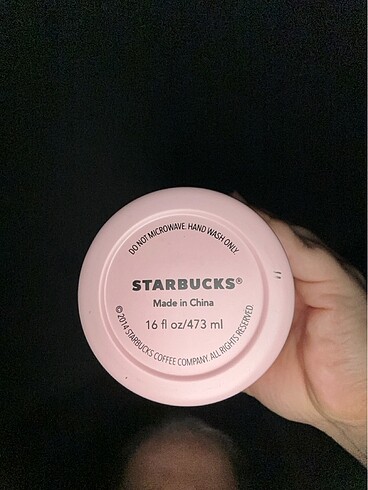 DO NOT MICROWAVE. HAND WASH ONLY.
STARBUCKS®
Made in China
16 fl oz/473 ml
© 2014 STARBUCKS COFFEE COMPANY. ALL RIGHTS RESERVED.